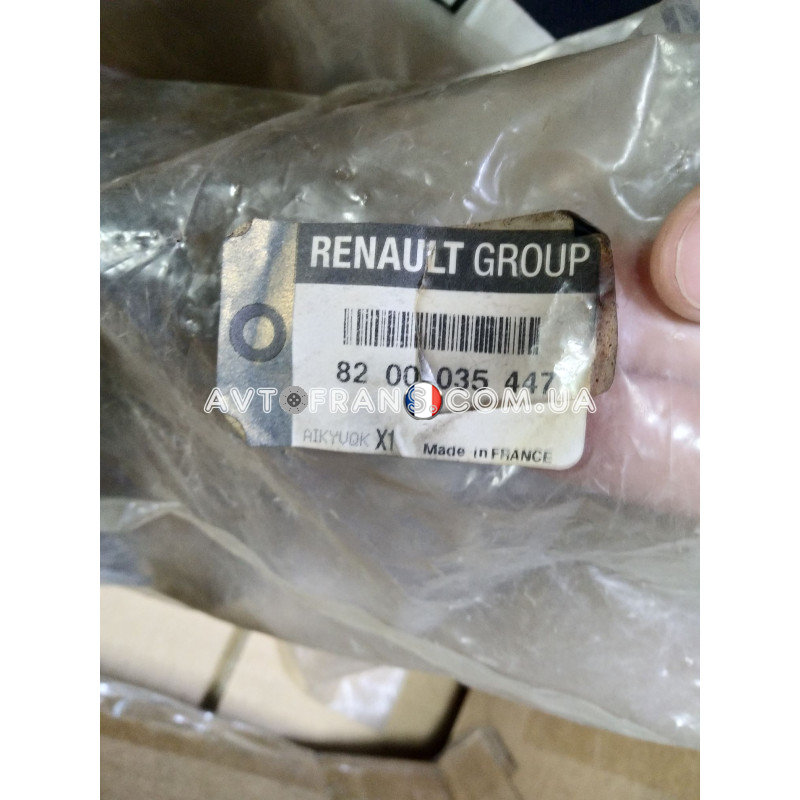 RENAULT GROUP
82 00 035 447
AVTOFRANS.COM.UA
AIKYVQK X1 Made in FRANCE